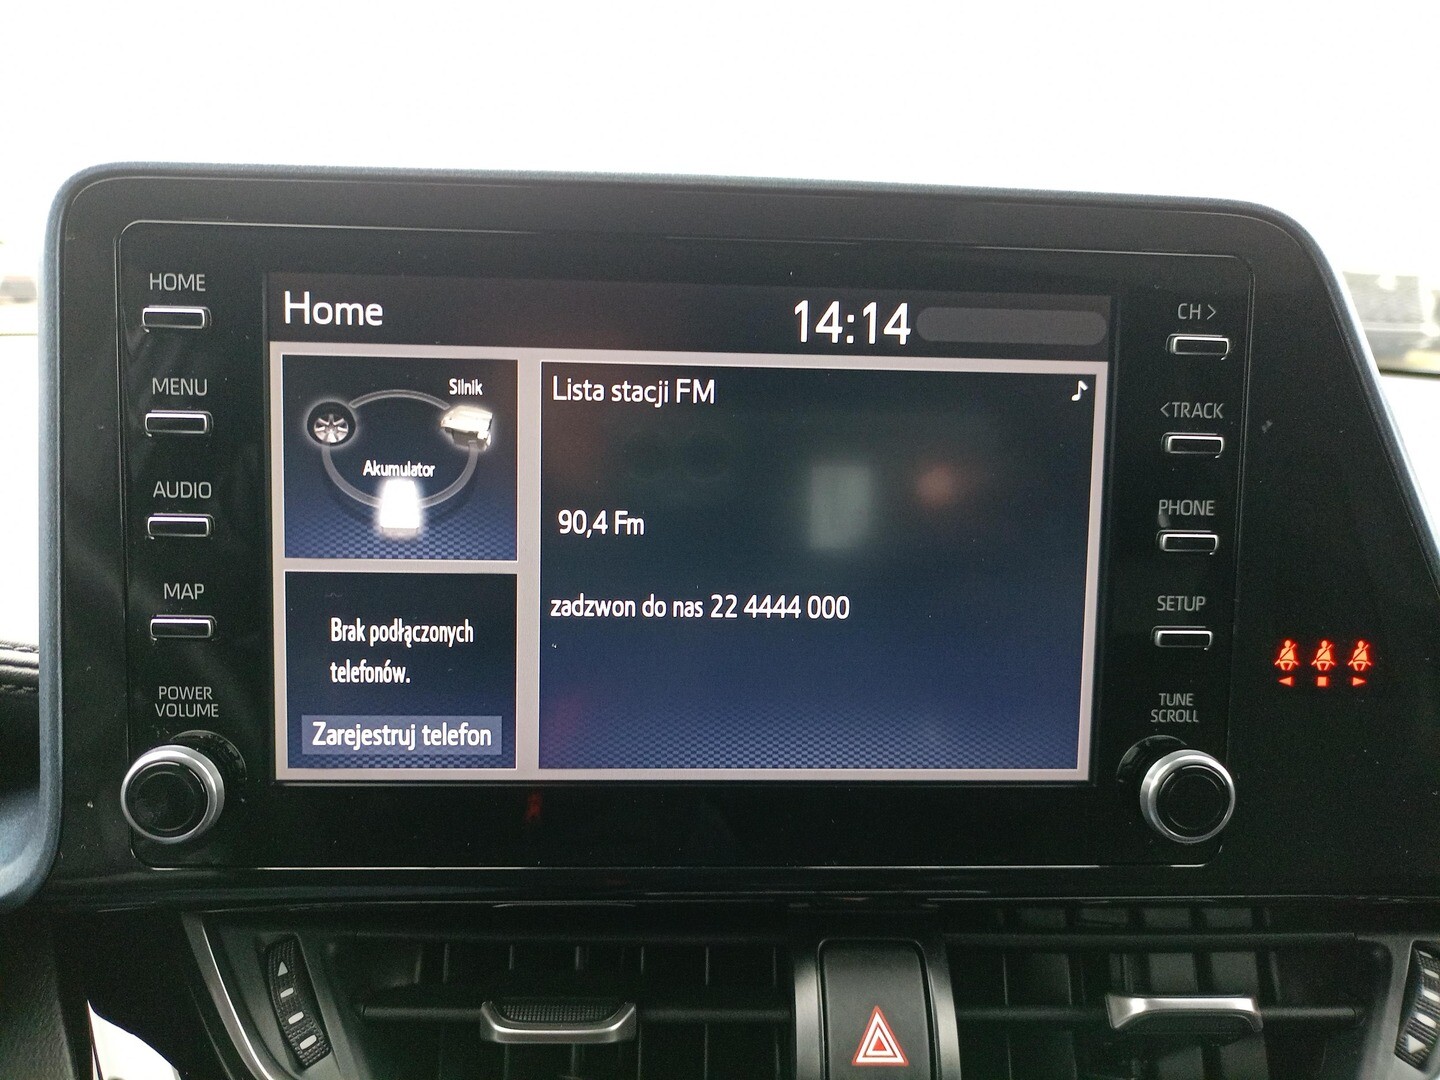 HOME
MENU
AUDIO
MAP
POWER
VOLUME
Home
14:14
Silnik
Akumulator
Brak podłączonych
telefonów.
Zarejestruj telefon
Lista stacji FM
90,4 Fm
zadzwon do nas 22 4444 000
CH >
<TRACK
PHONE
SETUP
TUNE
SCROLL